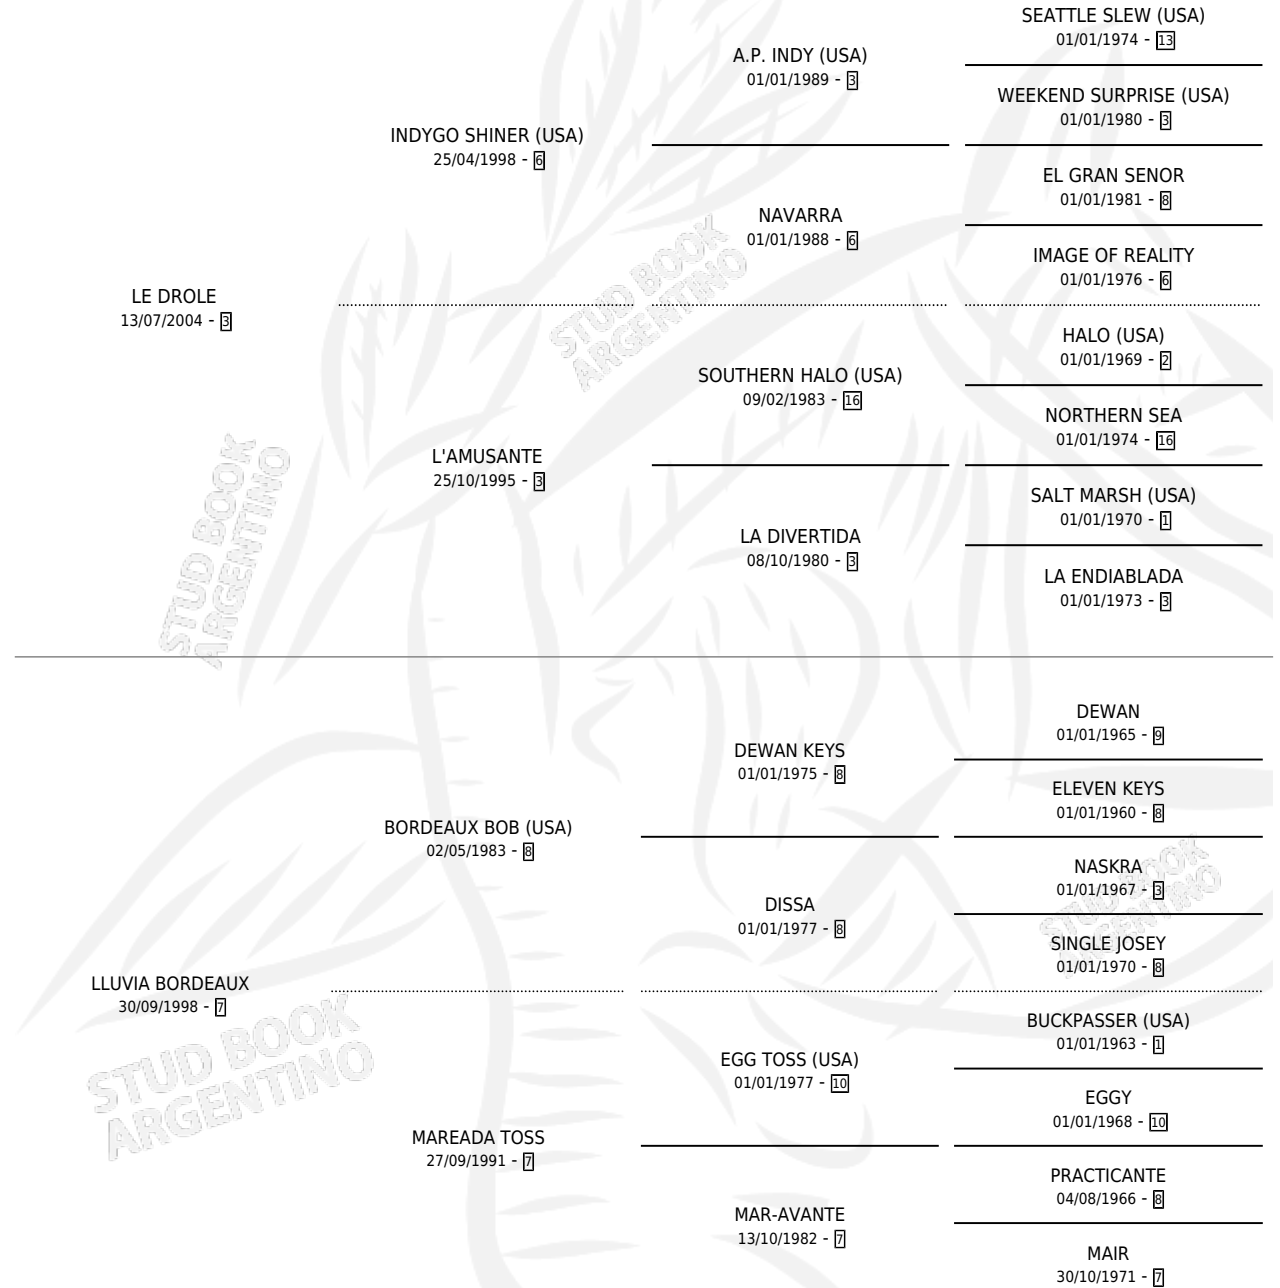 SEATTLE SLEW (USA)
01/01/1974 - 13
A.P. INDY (USA)
01/01/1989 - 3
WEEKEND SURPRISE (USA)
01/01/1980 - 3
INDYGO SHINER (USA)
25/04/1998 - 6
EL GRAN SENOR
01/01/1981 - 8
NAVARRA
01/01/1988 - 6
IMAGE OF REALITY
01/01/1976 - 6
LE DROLE
13/07/2004 - 3
HALO (USA)
01/01/1969 - 2
SOUTHERN HALO (USA)
09/02/1983 - 16
NORTHERN SEA
01/01/1974 - 16
L'AMUSANTE
25/10/1995 - 3
SALT MARSH (USA)
01/01/1970 - 1
LA DIVERTIDA
08/10/1980 - 3
LA ENDIABLADA
01/01/1973 - 3
DEWAN
01/01/1965 - 9
DEWAN KEYS
01/01/1975 - 8
ELEVEN KEYS
01/01/1960 - 8
BORDEAUX BOB (USA)
02/05/1983 - 8
NASKRA
01/01/1967 - 3
DISSA
01/01/1977 - 8
SINGLE JOSEY
01/01/1970 - 8
LLUVIA BORDEAUX
30/09/1998 - 7
BUCKPASSER (USA)
01/01/1963 - 1
EGG TOSS (USA)
01/01/1977 - 10
EGGY
01/01/1968 - 10
MAREADA TOSS
27/09/1991 - 7
PRACTICANTE
04/08/1966 - 8
MAR-AVANTE
13/10/1982 - 7
MAIR
30/10/1971 - 7
STUD BOOK
ARGENTINO
STUD BOOK
ARGENTINO
STUD BOOK
ARGENTINO
STUD BOOK
ARGENTINO